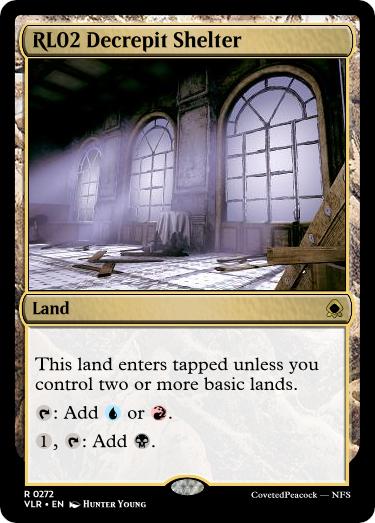 RL02 Decrepit Shelter
Land
This land enters tapped unless you
control two or more basic lands.
: Add or .
1, : Add .
R 0272
VLR • EN Hunter Young
CovetedPeacock — NFS